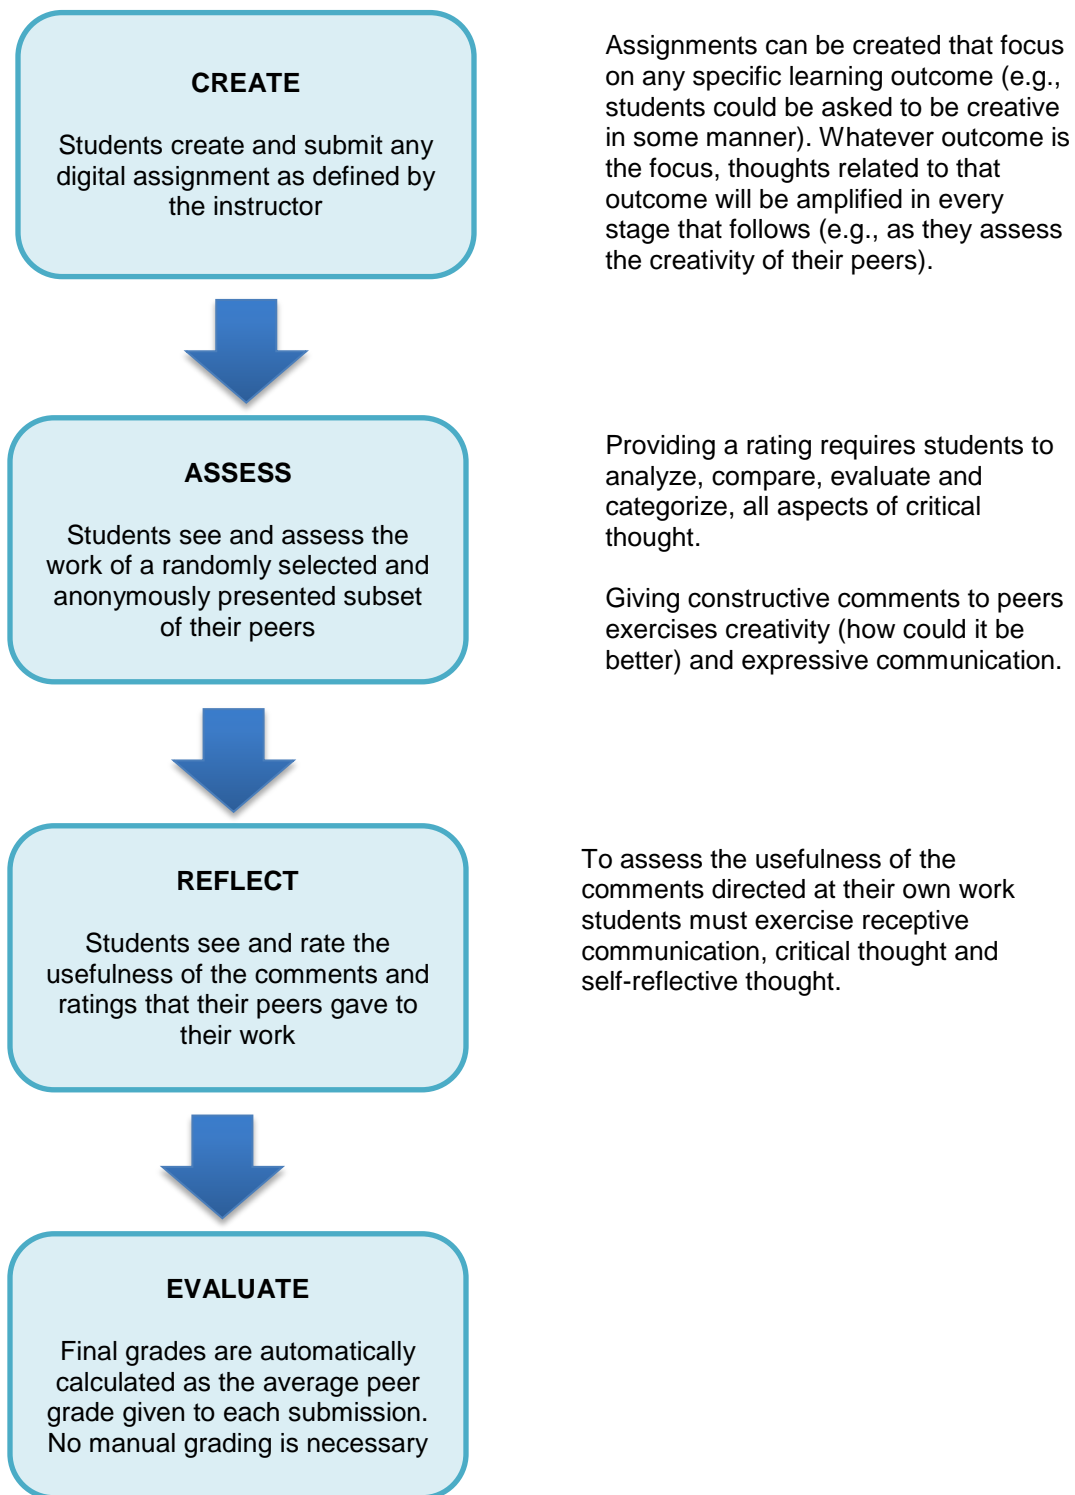 CREATE
Students create and submit any
digital assignment as defined by
the instructor
Assignments can be created that focus
on any specific learning outcome (e.g.,
students could be asked to be creative
in some manner). Whatever outcome is
the focus, thoughts related to that
outcome will be amplified in every
stage that follows (e.g., as they assess
the creativity of their peers).
ASSESS
Students see and assess the
work of a randomly selected and
anonymously presented subset
of their peers
Providing a rating requires students to
analyze, compare, evaluate and
categorize, all aspects of critical
thought.
Giving constructive comments to peers
exercises creativity (how could it be
better) and expressive communication.
REFLECT
Students see and rate the
usefulness of the comments and
ratings that their peers gave to
their work
To assess the usefulness of the
comments directed at their own work
students must exercise receptive
communication, critical thought and
self-reflective thought.
EVALUATE
Final grades are automatically
calculated as the average peer
grade given to each submission.
No manual grading is necessary